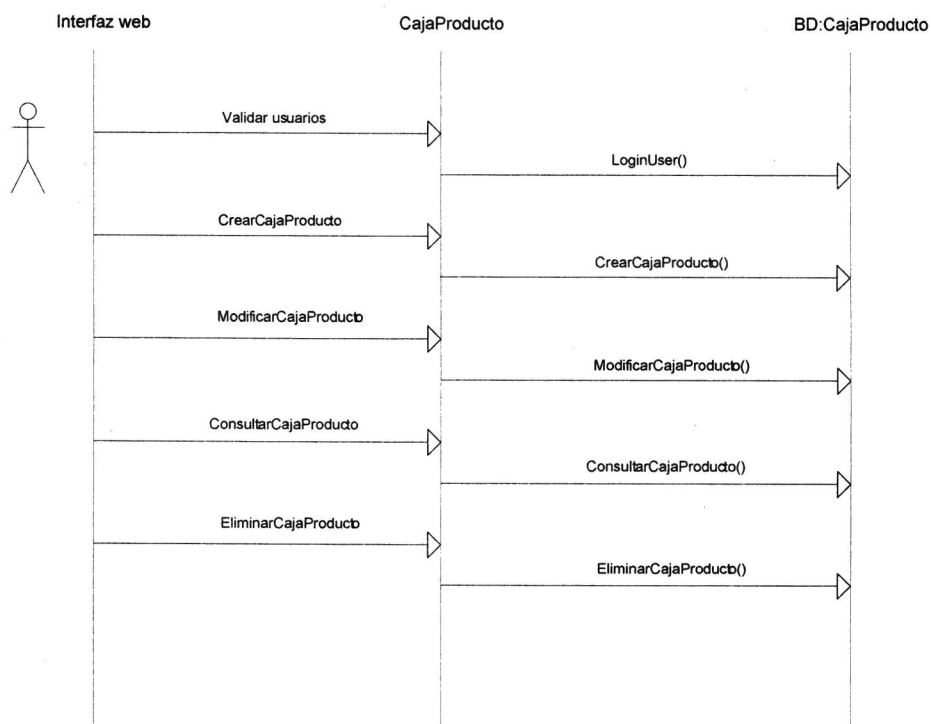 Interfaz web
CajaProducto
BD:CajaProducto
Validar usuarios
LoginUser()
CrearCajaProducto
CrearCajaProducto()
ModificarCajaProducto
ModificarCajaProducto()
ConsultarCajaProducto
ConsultarCajaProducto()
EliminarCajaProducto
EliminarCajaProducto()